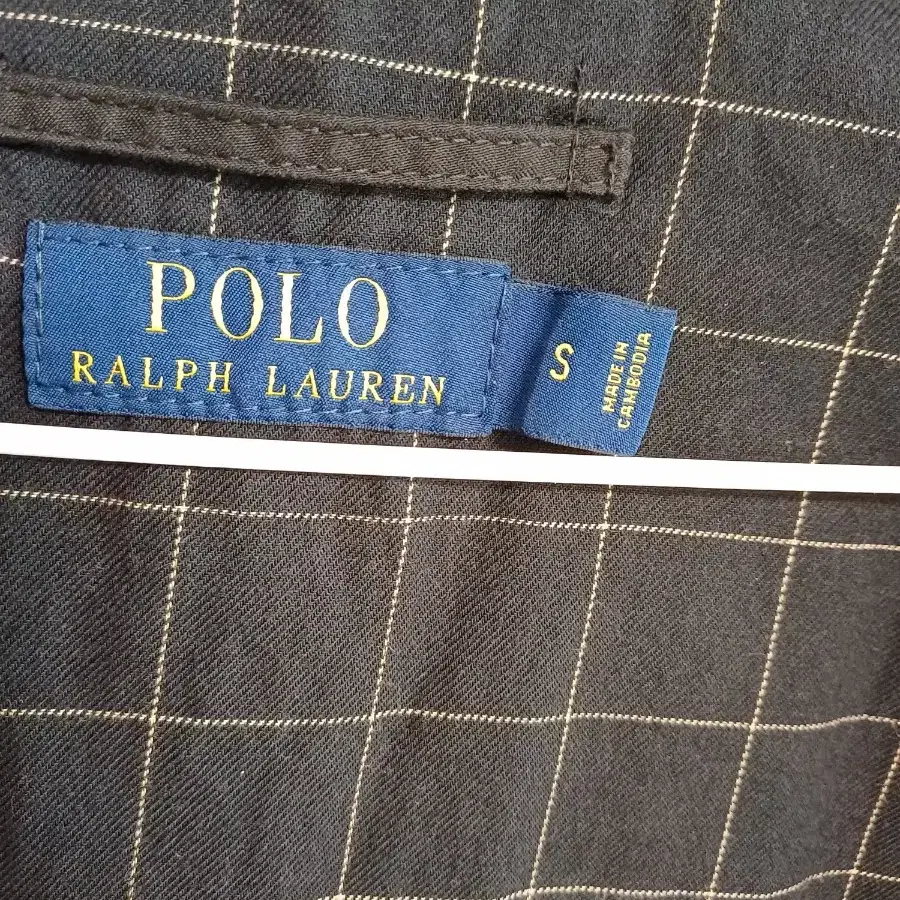 POLO
RALPH LAUREN
S
MADE IN
CAMBODIA